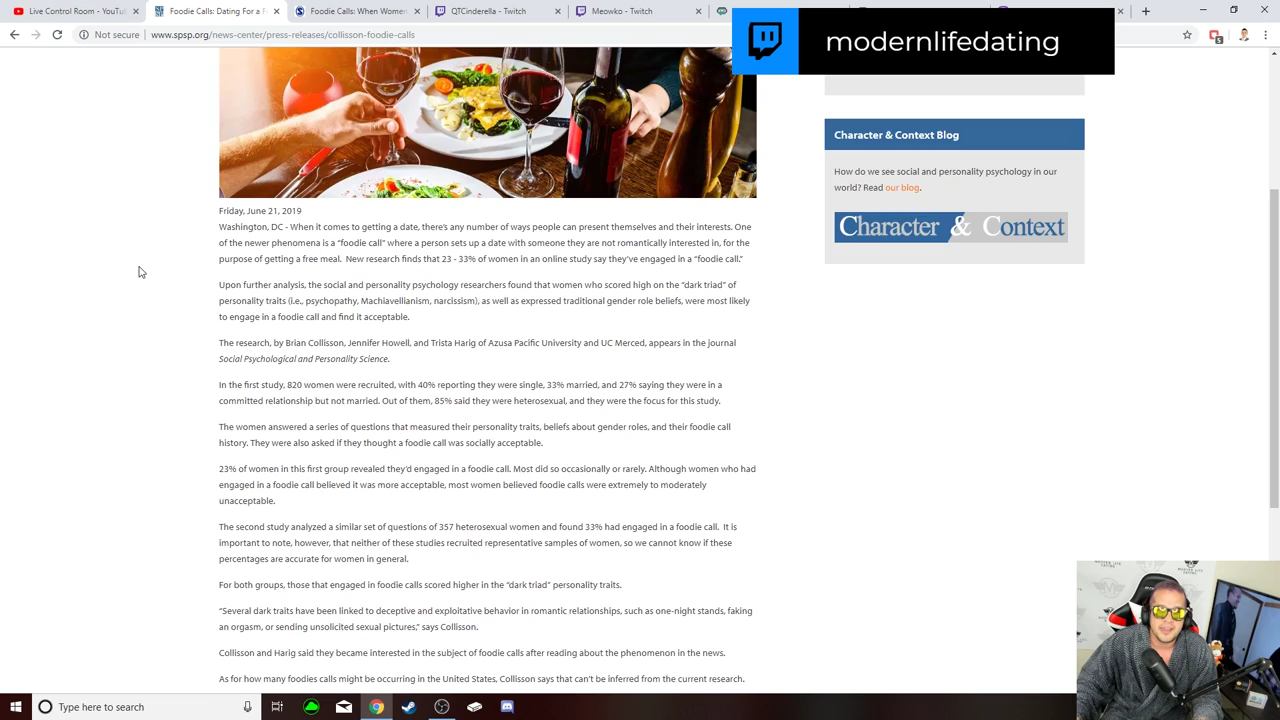 Foodie Call Room - YouTu
Dating for F
Foodie Calls
Foodie Call: Women
QTCinderella - Twitch
Modern Life
Not secure
www.spsp.org/news-center/press-releases/collisson-foodie-calls
modernlifedating
Friday, June 21, 2019
Washington, DC - When it comes to getting a date, there's any number of ways people can present themselves and their interests. One
of the newer phenomena is a “foodie call” where a person sets up a date with someone they are not romantically interested in, for the
purpose of getting a free meal. New research finds that 23 - 33% of women in an online study say they've engaged in a “foodie call.”
Upon further analysis, the social and personality psychology researchers found that women who scored high on the “dark triad” of
personality traits (i.e., psychopathy, Machiavellianism, narcissism), as well as expressed traditional gender role beliefs, were most likely
to engage in a foodie call and find it acceptable.
The research, by Brian Collisson, Jennifer Howell, and Trista Harig of Azusa Pacific University and UC Merced, appears in the journal
Social Psychological and Personality Science.
In the first study, 820 women were recruited, with 40% reporting they were single, 33% married, and 27% saying they were in a
committed relationship but not married. Out of them, 85% said they were heterosexual, and they were the focus for this study.
The women answered a series of questions that measured their personality traits, beliefs about gender roles, and their foodie call
history. They were also asked if they thought a foodie call was socially acceptable.
23% of women in this first group revealed they'd engaged in a foodie call. Most did so occasionally or rarely. Although women who had
engaged in a foodie call believed it was more acceptable, most women believed foodie calls were extremely to moderately
unacceptable.
The second study analyzed a similar set of questions of 357 heterosexual women and found 33% had engaged in a foodie call. It is
important to note, however, that neither of these studies recruited representative samples of women, so we cannot know if these
percentages are accurate for women in general.
For both groups, those that engaged in foodie calls scored higher in the “dark triad” personality traits.
“Several dark traits have been linked to deceptive and exploitative behavior in romantic relationships, such as one-night stands, faking
an orgasm, or sending unsolicited sexual pictures,” says Collisson.
Collisson and Harig said they became interested in the subject of foodie calls after reading about the phenomenon in the news.
As for how many foodies calls might be occurring in the United States, Collisson says that can't be inferred from the current research.
Character & Context Blog
How do we see social and personality psychology in our
world? Read our blog.
Character & Context
Type here to search